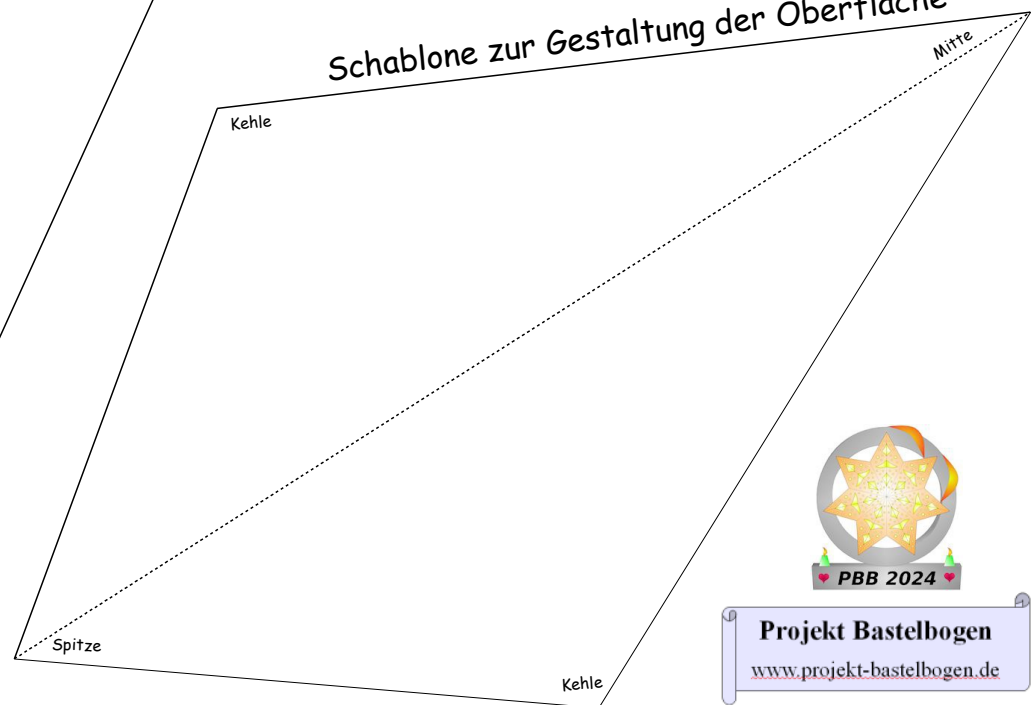 Schablone zur Gestaltung der Oberfläche
Mitte
Kehle
Spitze
Kehle
PBB 2024
Projekt Bastelbogen
www.projekt-bastelbogen.de